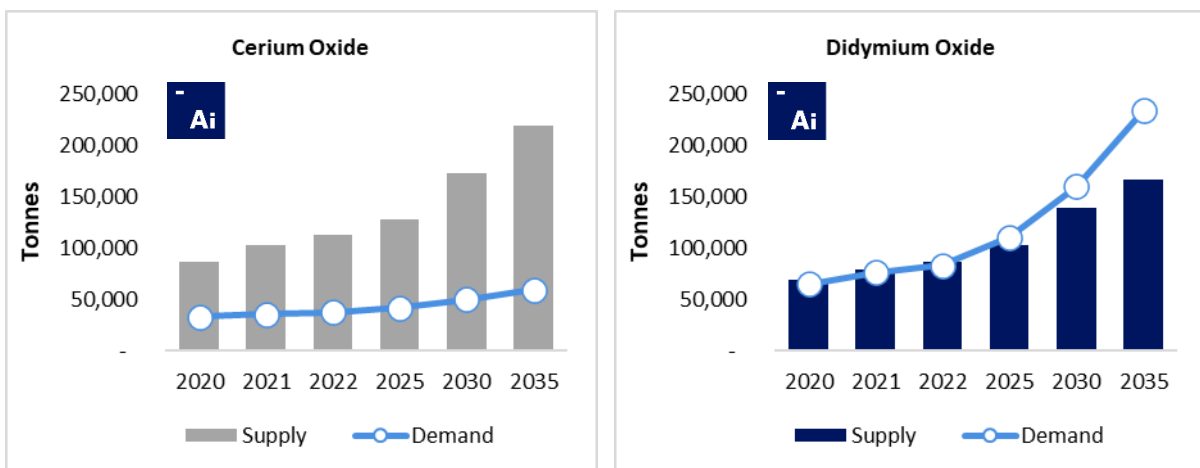 Cerium Oxide
- Ai
Tonnes
250,000
200,000
150,000
100,000
50,000
-
2020 2021 2022 2025 2030 2035
Supply Demand
Didymium Oxide
- Ai
Tonnes
250,000
200,000
150,000
100,000
50,000
-
2020 2021 2022 2025 2030 2035
Supply Demand